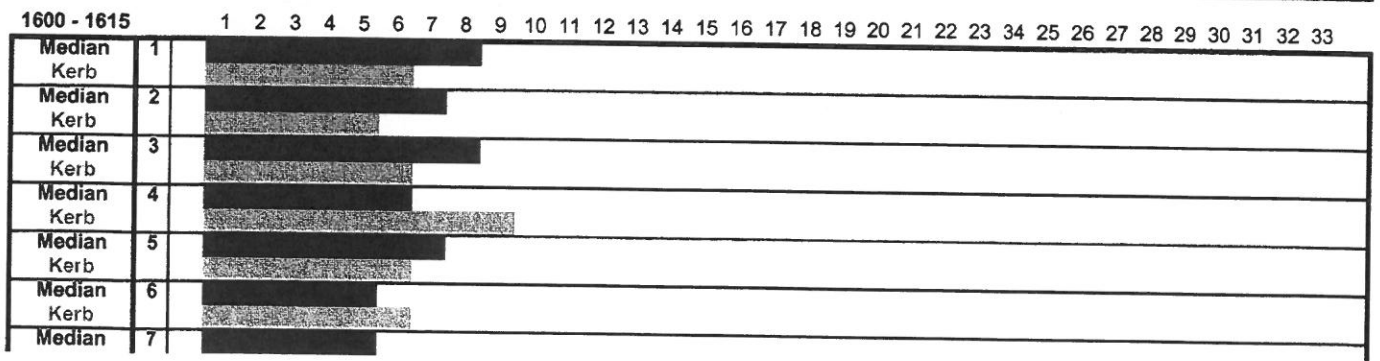 1600 - 1615 1 2 3 4 5 6 7 8 9 10 11 12 13 14 15 16 17 18 19 20 21 22 23 34 25 26 27 28 29 30 31 32 33
Median 1
Kerb
Median 2
Kerb
Median 3
Kerb
Median 4
Kerb
Median 5
Kerb
Median 6
Kerb
Median 7